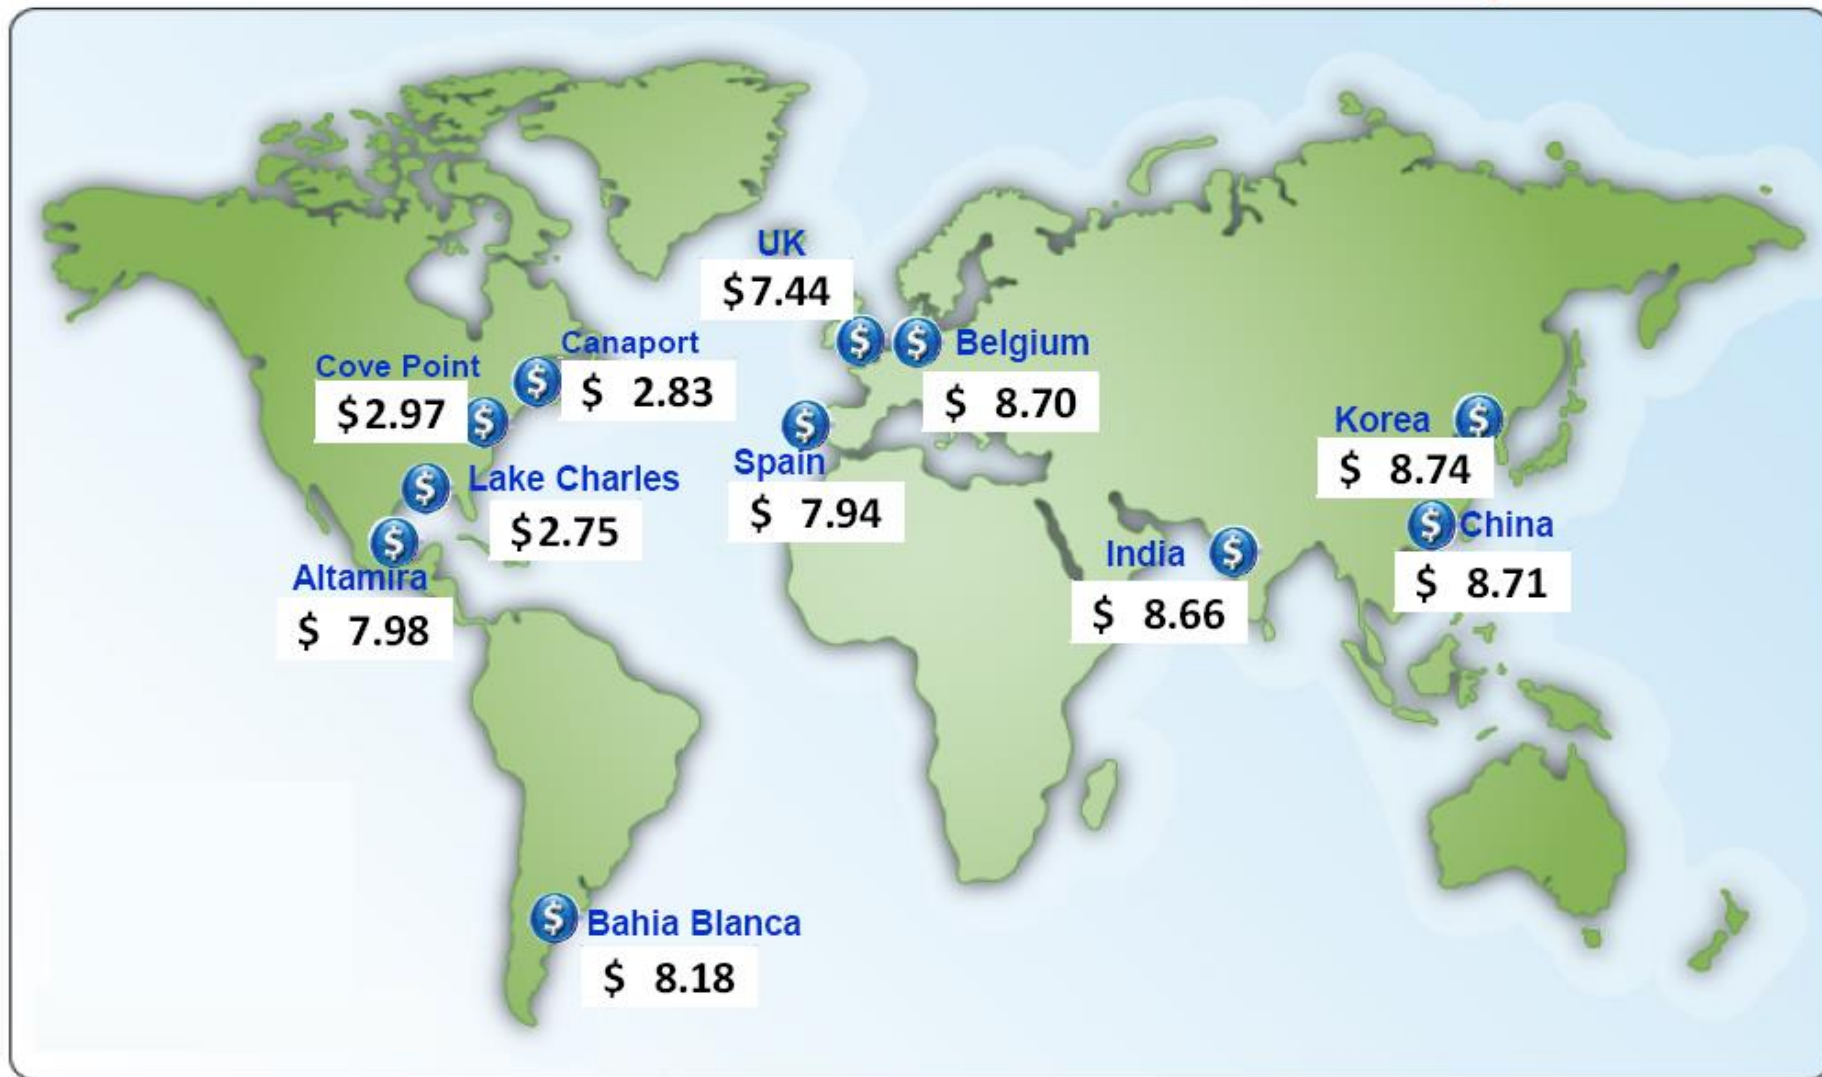 UK
$7.44
Canaport
$ 2.83
Cove Point
$2.97
Belgium
$ 8.70
Korea
$ 8.74
Spain
$ 7.94
Lake Charles
$2.75
China
$ 8.71
India
$ 8.66
Altamira
$ 7.98
Bahia Blanca
$ 8.18